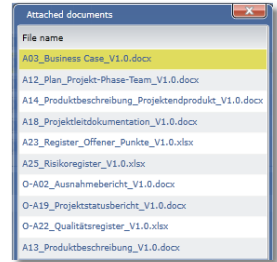 Attached documents
File name
A03_Business Case_V1.0.docx
A12_Plan_Projekt-Phase-Team_V1.0.docx
A14_Produktbeschreibung_Projektendprodukt_V1.0.docx
A18_Projektleitdokumentation_V1.0.docx
A23_Register_Offener_Punkte_V1.0.xlsx
A25_Risikoregister_V1.0.xlsx
O-A02_Ausnahmebericht_V1.0.docx
O-A19_Projektstatusbericht_V1.0.docx
O-A22_Qualitätsregister_V1.0.xlsx
A13_Produktbeschreibung_V1.0.docx